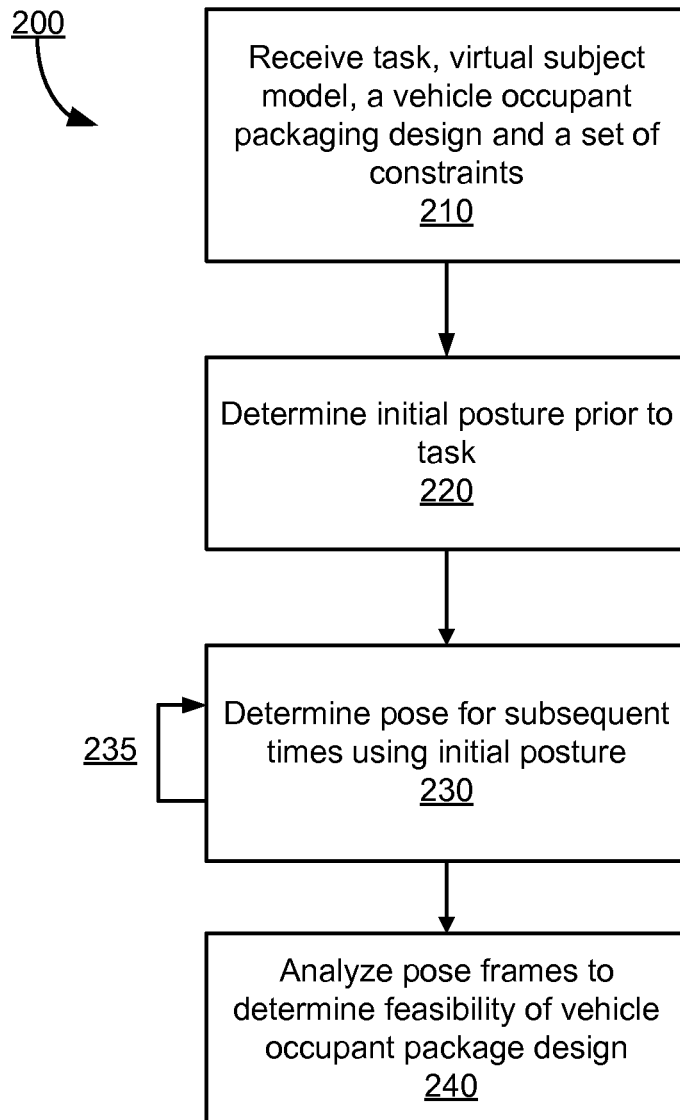 200
Receive task, virtual subject
model, a vehicle occupant
packaging design and a set of
constraints
210
Determine initial posture prior to
task
220
235
Determine pose for subsequent
times using initial posture
230
Analyze pose frames to
determine feasibility of vehicle
occupant package design
240